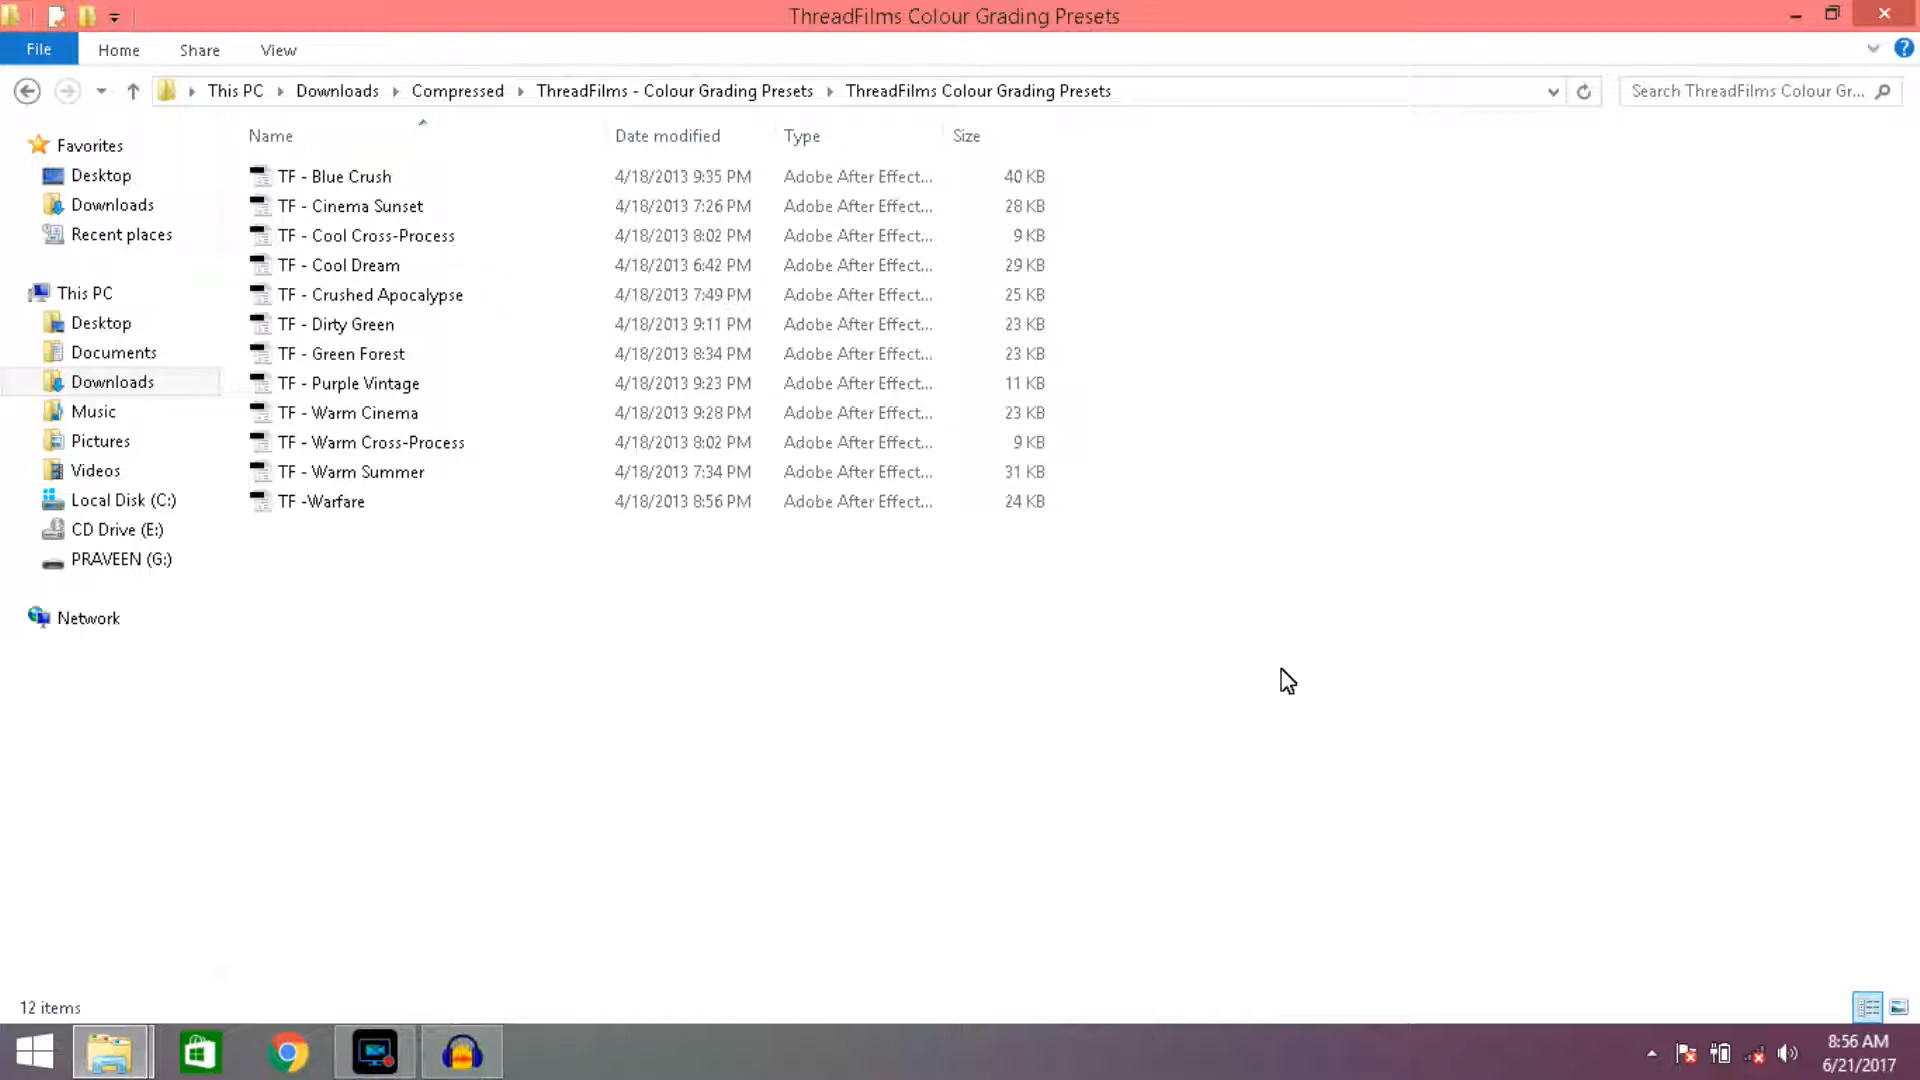 ThreadFilms Colour Grading Presets
File Home Share View
This PC Downloads Compressed ThreadFilms - Colour Grading Presets ThreadFilms Colour Grading Presets
Search ThreadFilms Colour Gr...
Name Date modified Type Size
Favorites
Desktop
Downloads
Recent places
This PC
Desktop
Documents
Downloads
Music
Pictures
Videos
Local Disk (C:)
CD Drive (E:)
PRAVEEN (G:)
Network
TF - Blue Crush 4/18/2013 9:35 PM Adobe After Effect... 40 KB
TF - Cinema Sunset 4/18/2013 7:26 PM Adobe After Effect... 28 KB
TF - Cool Cross-Process 4/18/2013 8:02 PM Adobe After Effect... 9 KB
TF - Cool Dream 4/18/2013 6:42 PM Adobe After Effect... 29 KB
TF - Crushed Apocalypse 4/18/2013 7:49 PM Adobe After Effect... 25 KB
TF - Dirty Green 4/18/2013 9:11 PM Adobe After Effect... 23 KB
TF - Green Forest 4/18/2013 8:34 PM Adobe After Effect... 23 KB
TF - Purple Vintage 4/18/2013 9:23 PM Adobe After Effect... 11 KB
TF - Warm Cinema 4/18/2013 9:28 PM Adobe After Effect... 23 KB
TF - Warm Cross-Process 4/18/2013 8:02 PM Adobe After Effect... 9 KB
TF - Warm Summer 4/18/2013 7:34 PM Adobe After Effect... 31 KB
TF -Warfare 4/18/2013 8:56 PM Adobe After Effect... 24 KB
12 items
8:56 AM
6/21/2017